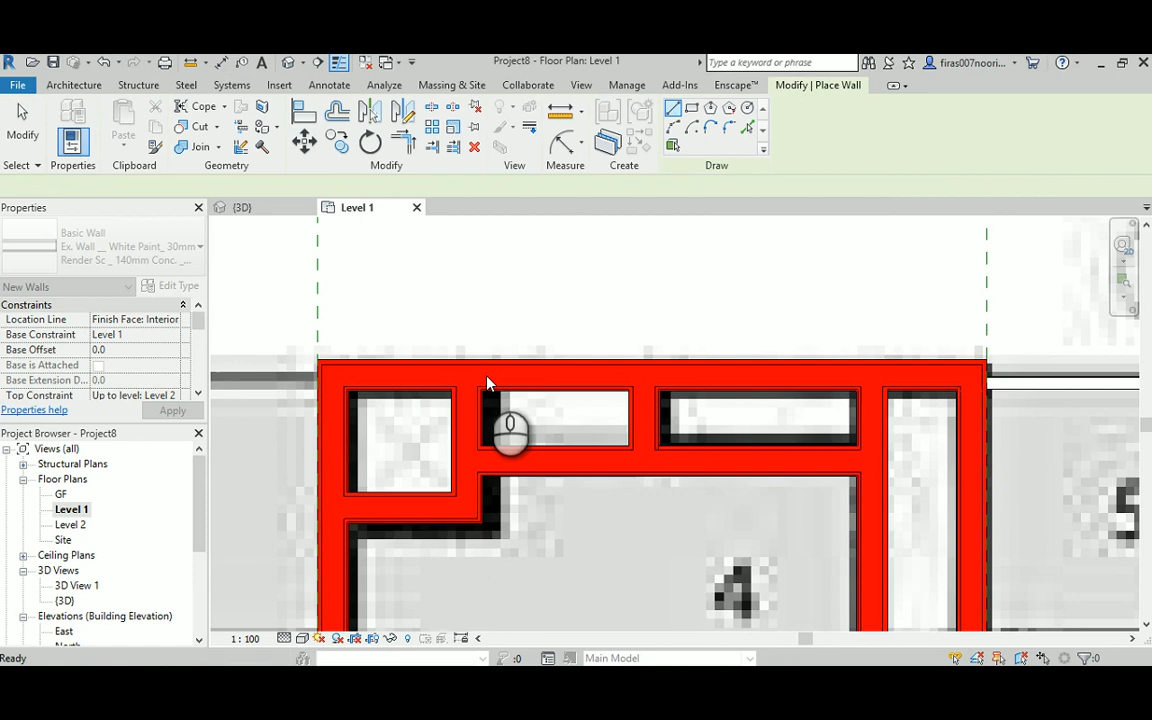 Project8 - Floor Plan: Level 1
Type a keyword or phrase
firas007noori...
File Architecture Structure Steel Systems Insert Annotate Analyze Massing & Site Collaborate View Manage Add-Ins Enscape™ Modify | Place Wall
Modify
Properties
Paste
Cope
Cut
Join
Select Properties Clipboard Geometry Modify View Measure Create Draw
Properties
{3D}
Level 1
Basic Wall
Ex. Wall __ White Paint_ 30mm
Render Sc _ 140mm Conc. _...
New Walls
Edit Type
Constraints
Location Line Finish Face: Interior
Base Constraint Level 1
Base Offset 0.0
Base is Attached
Base Extension D... 0.0
Top Constraint Up to level: Level 2
Properties help
Apply
Project Browser - Project8
Views (all)
Structural Plans
Floor Plans
GF
Level 1
Level 2
Site
Ceiling Plans
3D Views
3D View 1
{3D}
Elevations (Building Elevation)
East
North
4
5
2D
1 : 100
Ready
:0
Main Model
:0